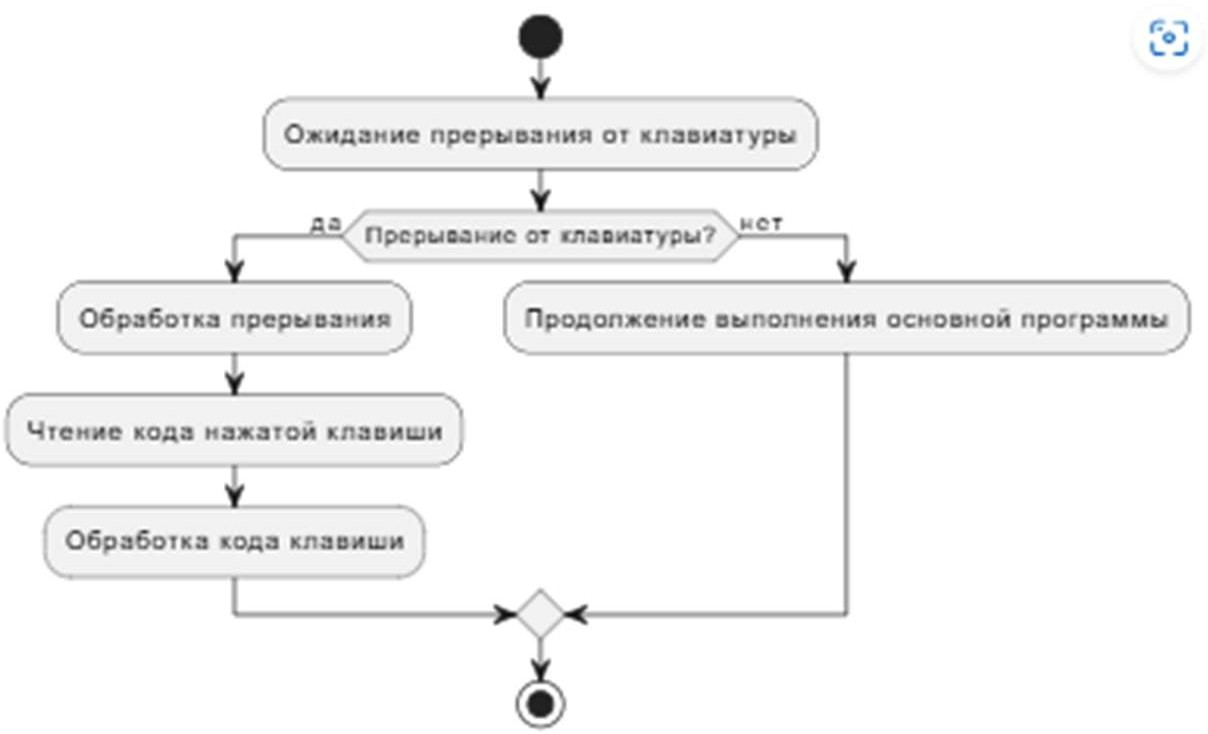 Ожидание прерывания от клавиатуры
да
Прерывание от клавиатуры?
нет
Обработка прерывания
Продолжение выполнения основной программы
Чтение кода нажатой клавиши
Обработка кода клавиши